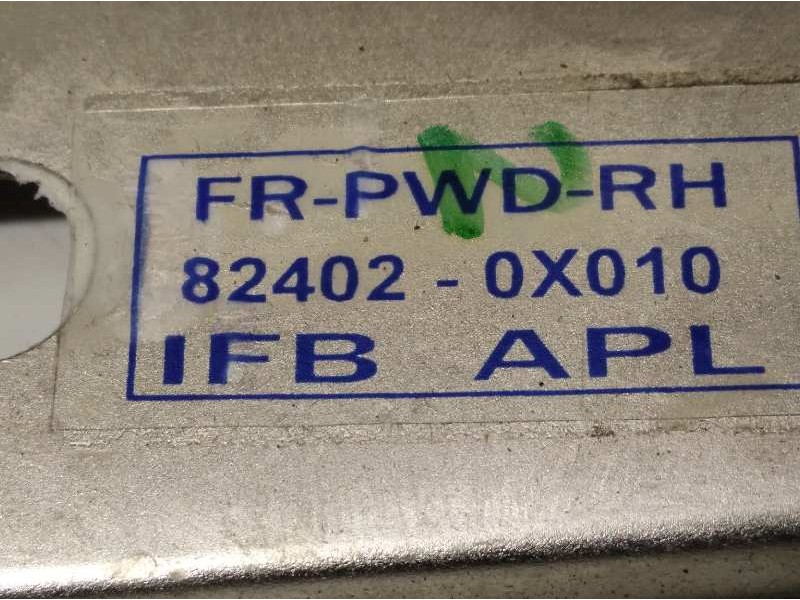 FR-PWD-RH
82402 - 0X010
IFB APL